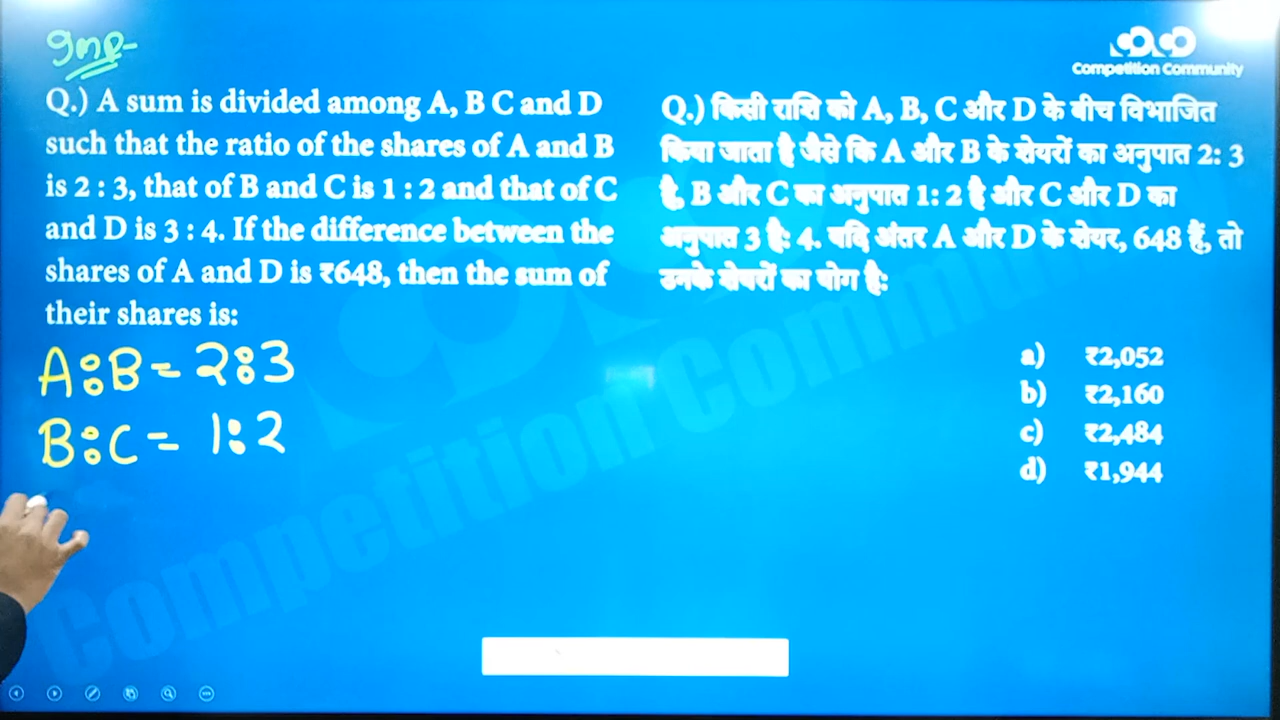 Imp-
Competition Community
Q.) A sum is divided among A, B C and D
such that the ratio of the shares of A and B
is 2 : 3, that of B and C is 1 : 2 and that of C
and D is 3 : 4. If the difference between the
shares of A and D is ₹648, then the sum of
their shares is:
A:B= 2:3
B:C= 1:2
Q.) किसी राशि को A, B, C और D के बीच विभाजित
किया जाता है जैसे कि A और B के शेयरों का अनुपात 2: 3
है, B और C का अनुपात 1: 2 है और C और D का
अनुपात 3 है: 4. यदि अंतर A और D के शेयर, 648 हैं, तो
उनके शेयरों का योग है:
a) ₹2,052
b) ₹2,160
c) ₹2,484
d) ₹1,944
Competition Community